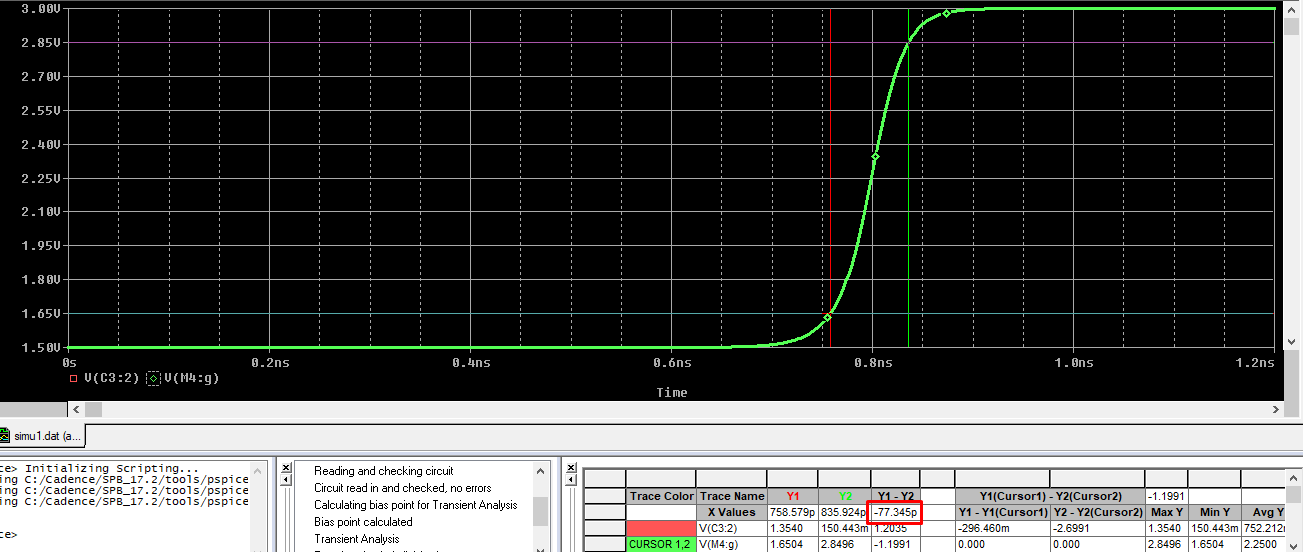 3.00V
2.85V
2.70V
2.55V
2.40V
2.25V
2.10V
1.95V
1.80V
1.65V
1.50V
0s 0.2ns 0.4ns 0.6ns 0.8ns 1.0ns 1.2ns
V(C3:2) V(M4:g)
Time
simu1.dat (a...
ce> Initializing Scripting...
ing C:/Cadence/SPB_17.2/tools/pspice
ing C:/Cadence/SPB_17.2/tools/pspice
ing C:/Cadence/SPB_17.2/tools/pspice
ce>
Reading and checking circuit
Circuit read in and checked, no errors
Calculating bias point for Transient Analysis
Bias point calculated
Transient Analysis
Trace Color Trace Name Y1 Y2 Y1 - Y2 Y1(Cursor1) - Y2(Cursor2) -1.1991
X Values 758.579p 835.924p -77.345p Y1 - Y1(Cursor1) Y2 - Y2(Cursor2) Max Y Min Y Avg Y
V(C3:2) 1.3540 150.443m 1.2035 -296.460m -2.6991 1.3540 150.443m 752.212m
CURSOR 1,2 V(M4:g) 1.6504 2.8496 -1.1991 0.000 0.000 2.8496 1.6504 2.2500